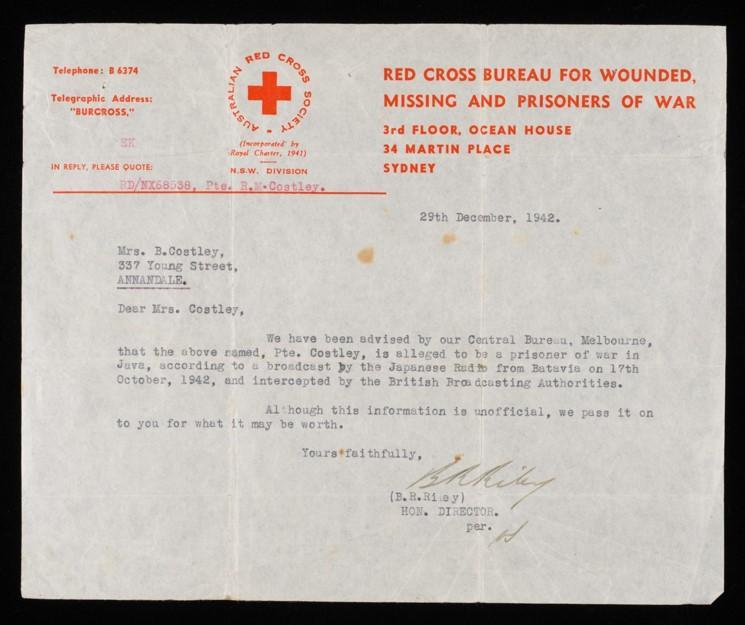 Telephone: B 6374
Telegraphic Address:
"BURCROSS,"
EK
IN REPLY, PLEASE QUOTE:
RD/NX68538, Pte. R.M.Costley.
AUSTRALIAN RED CROSS SOCIETY
(Incorporated by
Royal Charter, 1941)
N.S.W. DIVISION
RED CROSS BUREAU FOR WOUNDED,
MISSING AND PRISONERS OF WAR
3rd FLOOR, OCEAN HOUSE
34 MARTIN PLACE
SYDNEY
29th December, 1942.
Mrs. B.Costley,
337 Young Street,
ANNANDALE.
Dear Mrs. Costley,
We have been advised by our Central Bureau, Melbourne,
that the above named, Pte. Costley, is alleged to be a prisoner of war in
Java, according to a broadcast by the Japanese Radio from Batavia on 17th
October, 1942, and intercepted by the British Broadcasting Authorities.
Although this information is unofficial, we pass it on
to you for what it may be worth.
Yours faithfully,
B R Riley
(B.R.Riley)
HON. DIRECTOR.
per.